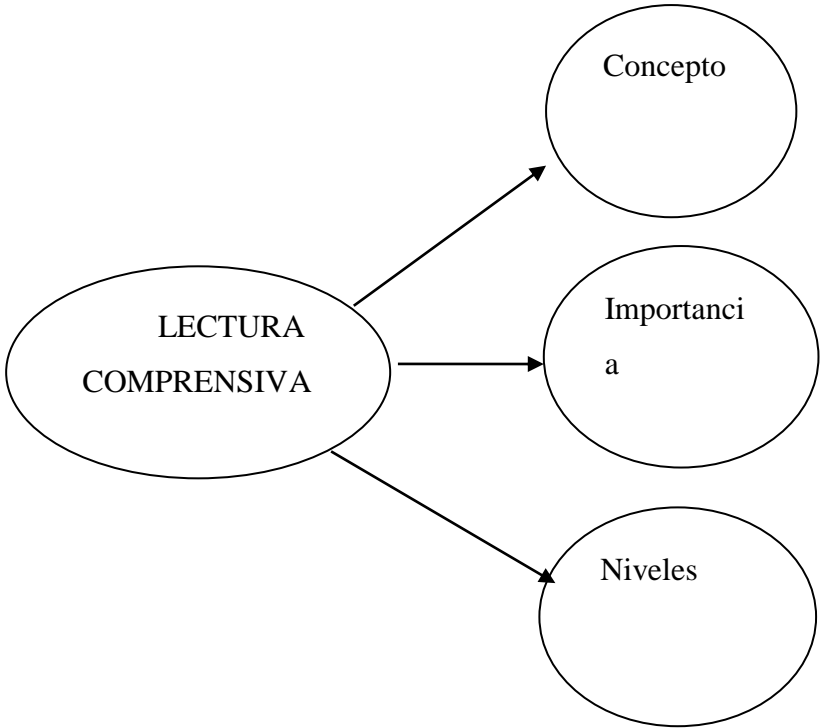 Concepto
LECTURA
COMPRENSIVA
Importanci
a
Niveles